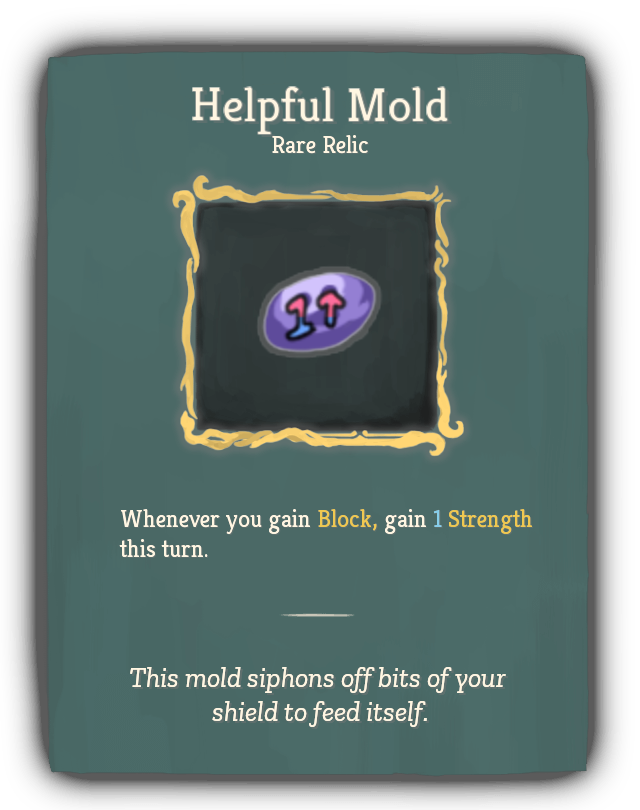 Helpful Mold
Rare Relic
Whenever you gain Block, gain 1 Strength
this turn.
This mold siphons off bits of your
shield to feed itself.